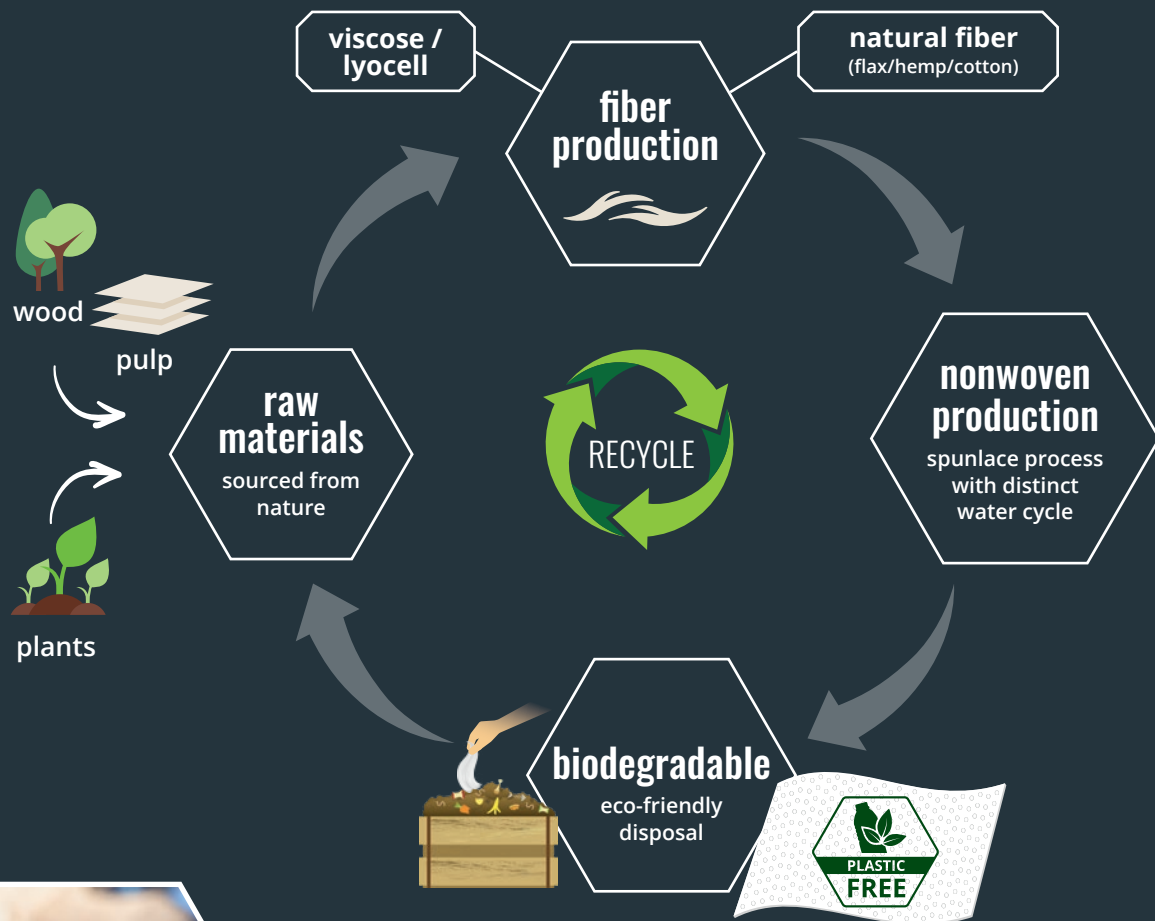 viscose /
lyocell
natural fiber
(flax/hemp/cotton)
fiber
production
wood
pulp
raw
materials
sourced from
nature
plants
RECYCLE
nonwoven
production
spunlace process
with distinct
water cycle
biodegradable
eco-friendly
disposal
PLASTIC
FREE